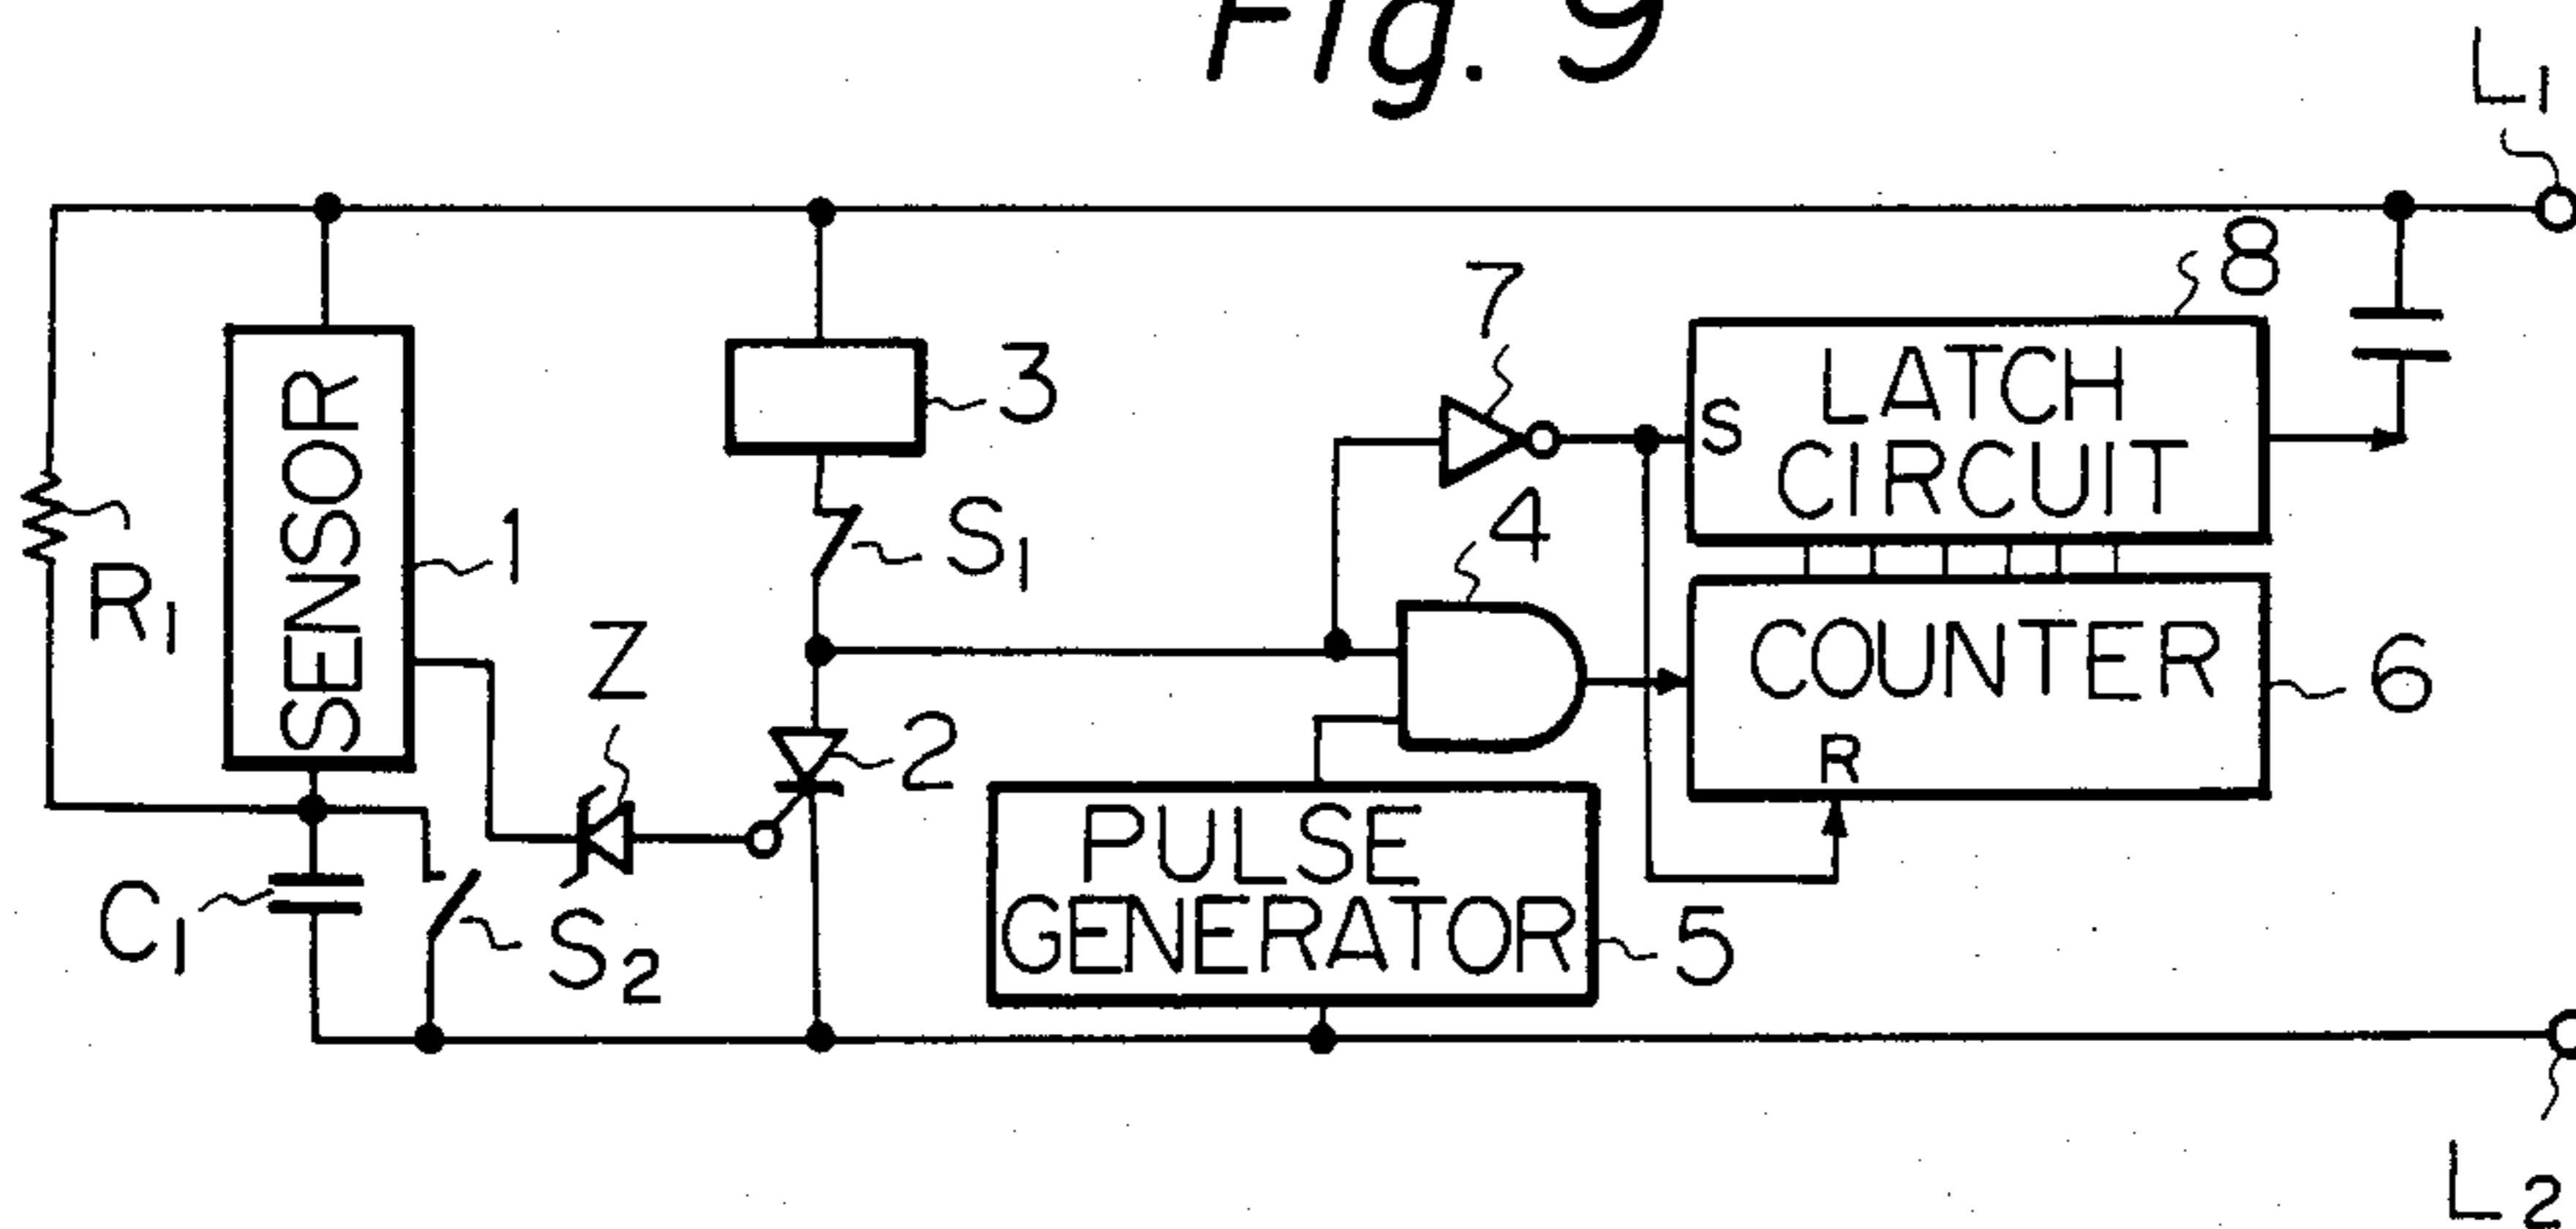 Fig. 9
L1
8
7
LATCH
CIRCUIT
S
3
SENSOR
1
S1
4
R1
Z
COUNTER
6
R
2
PULSE
GENERATOR
5
C1
S2
L2